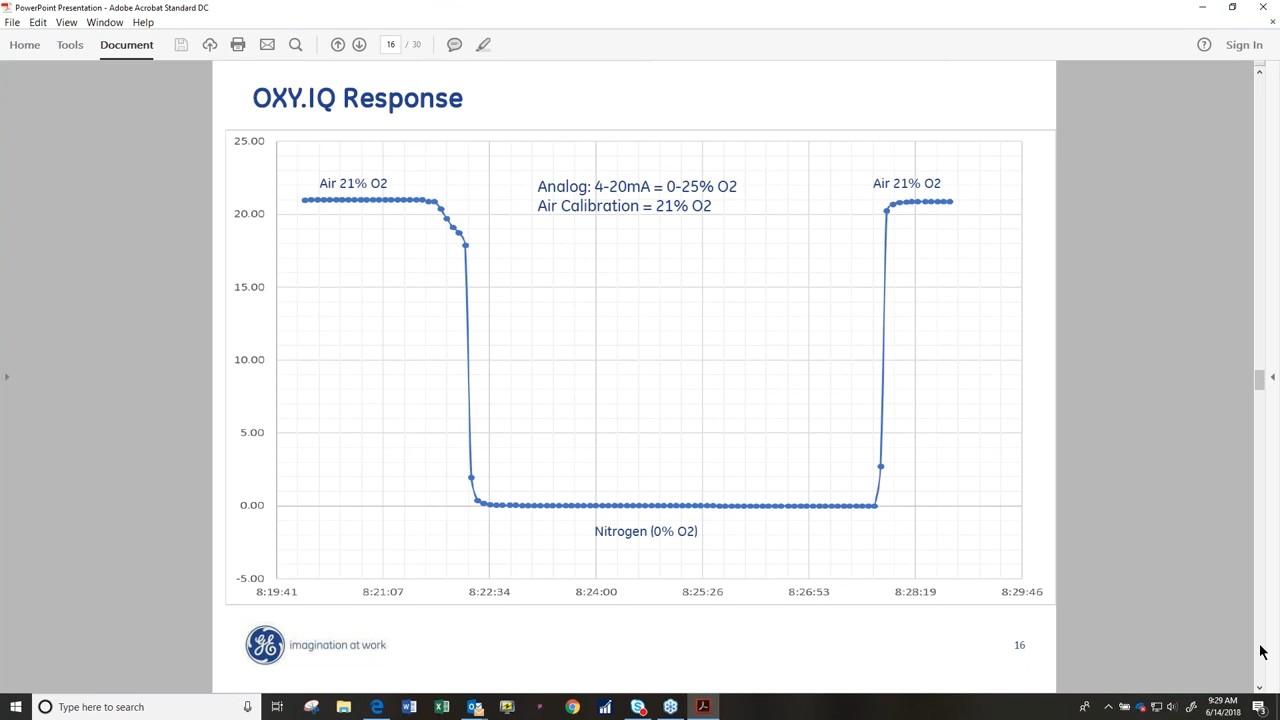 PowerPoint Presentation - Adobe Acrobat Standard DC
File Edit View Window Help
Home Tools Document 16 / 30 Sign In
OXY.IQ Response
25.00
Air 21% O2 Analog: 4-20mA = 0-25% O2 Air 21% O2
Air Calibration = 21% O2
20.00
15.00
10.00
5.00
0.00
Nitrogen (0% O2)
-5.00
8:19:41 8:21:07 8:22:34 8:24:00 8:25:26 8:26:53 8:28:19 8:29:46
GE imagination at work 16
Type here to search
9:29 AM
6/14/2018
3